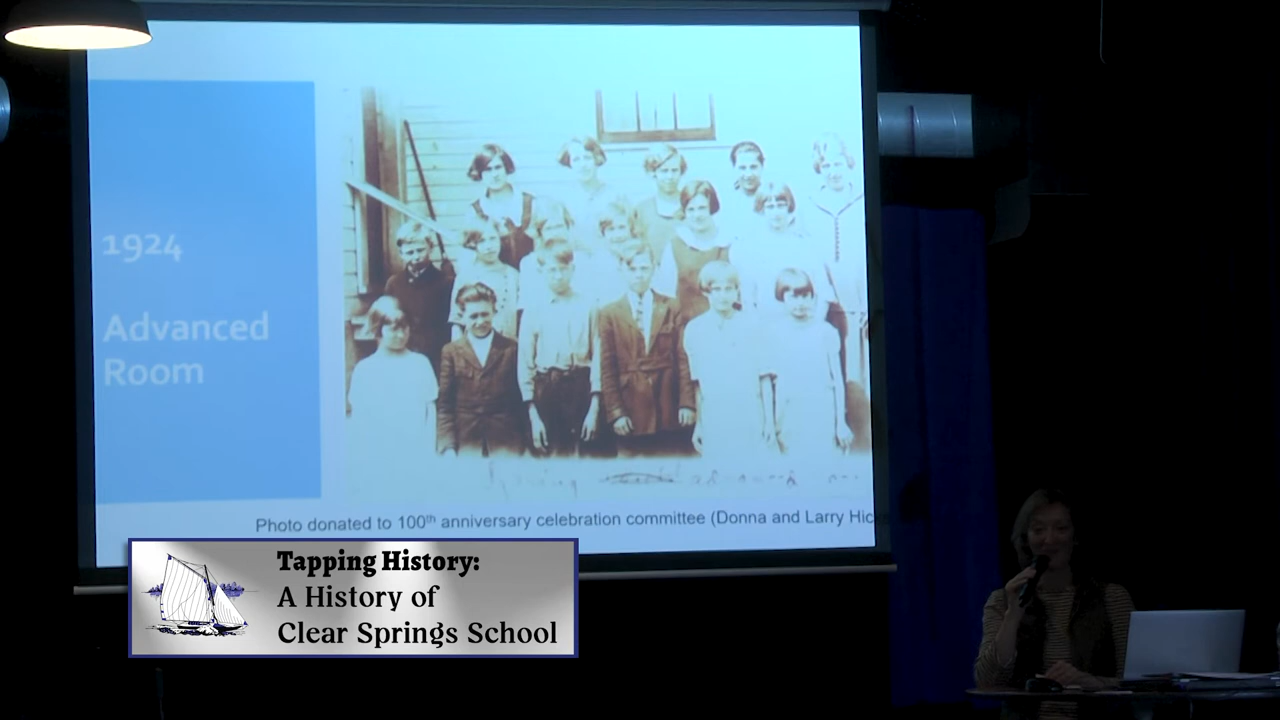 1924
Advanced
Room
Photo donated to 100th anniversary celebration committee (Donna and Larry
Tapping History:
A History of
Clear Springs School